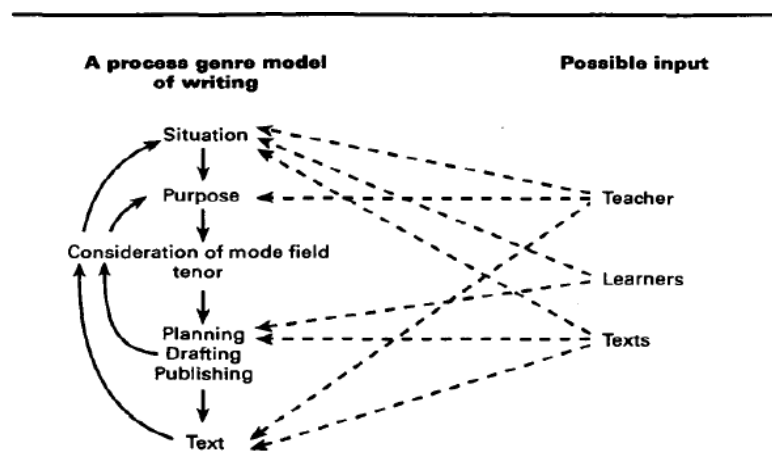 A process genre model
of writing
Possible input
Situation
Purpose
Teacher
Consideration of mode field
tenor
Learners
Planning
Drafting
Publishing
Texts
Text